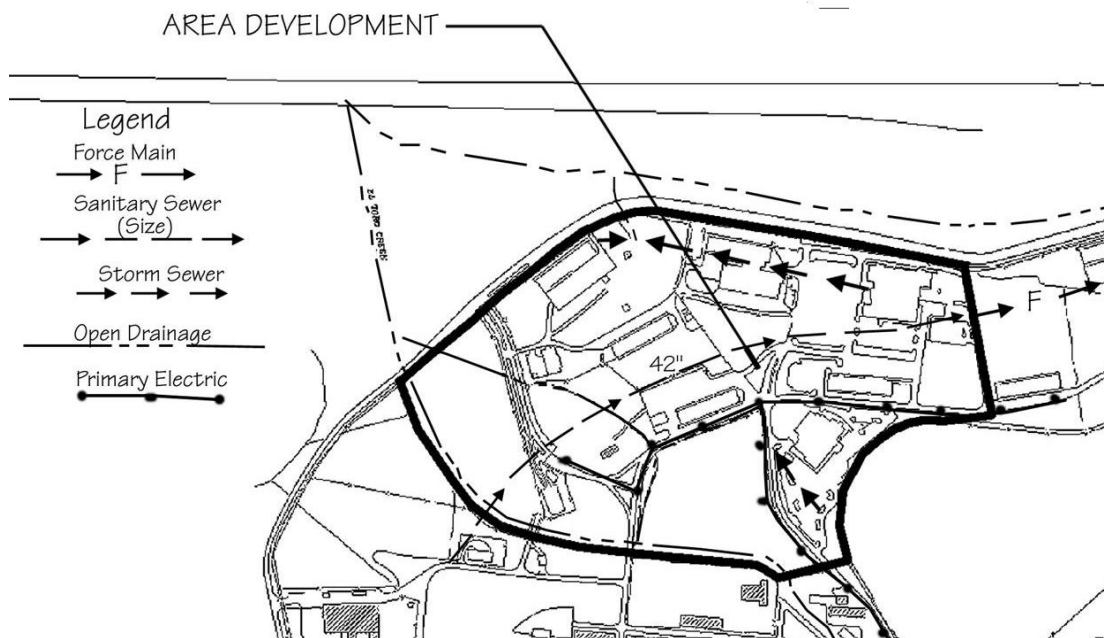 AREA DEVELOPMENT
Legend
Force Main
F
Sanitary Sewer
(Size)
Storm Sewer
Open Drainage
Primary Electric
F
42"